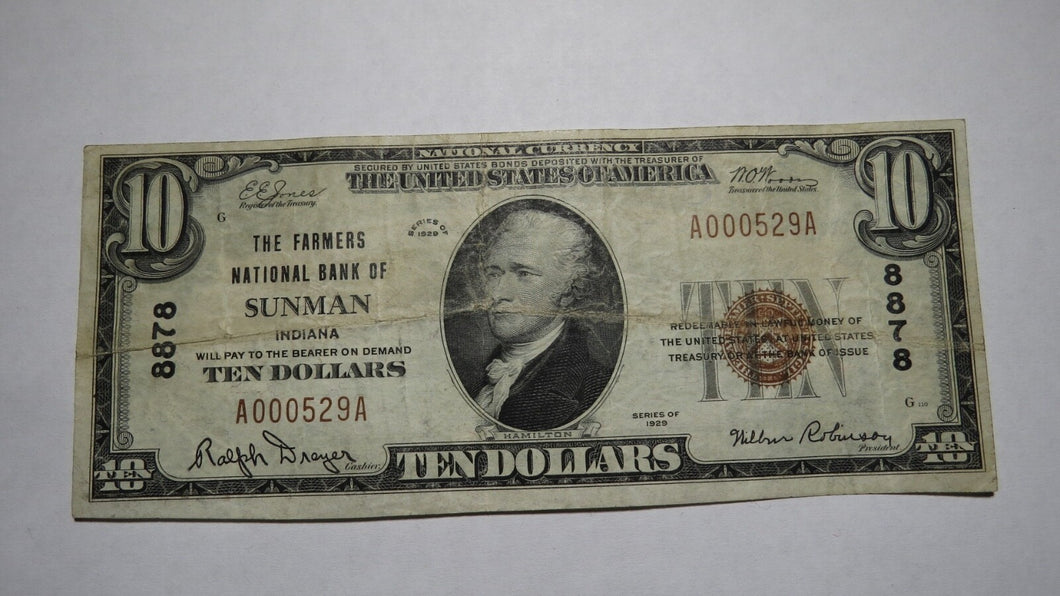 NATIONAL CURRENCY
SECURED BY UNITED STATES BONDS DEPOSITED WITH THE TREASURER OF
THE UNITED STATES OF AMERICA
10
10
E E Jones
Register of the Treasury.
Treasurer of the United States.
G
SERIES OF
1929
A000529A
THE FARMERS
NATIONAL BANK OF
SUNMAN
INDIANA
WILL PAY TO THE BEARER ON DEMAND
TEN DOLLARS
A000529A
8878
8878
TEN
REDEEMABLE IN LAWFUL MONEY OF
THE UNITED STATES AT UNITED STATES
TREASURY OR AT THE BANK OF ISSUE
G
SERIES OF
1929
HAMILTON
Ralph Dreyer
Cashier
Wilbur Robinson
President
10
TEN
TEN DOLLARS
10
TEN